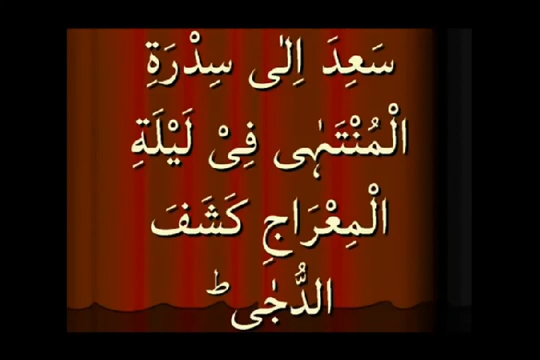 سَعِدَ اِلٰى سِدْرَةِ
الْمُنْتَهٰى فِىْ لَيْلَةِ
الْمِعْرَاجِ كَشَفَ
الدُّجٰى ؕ